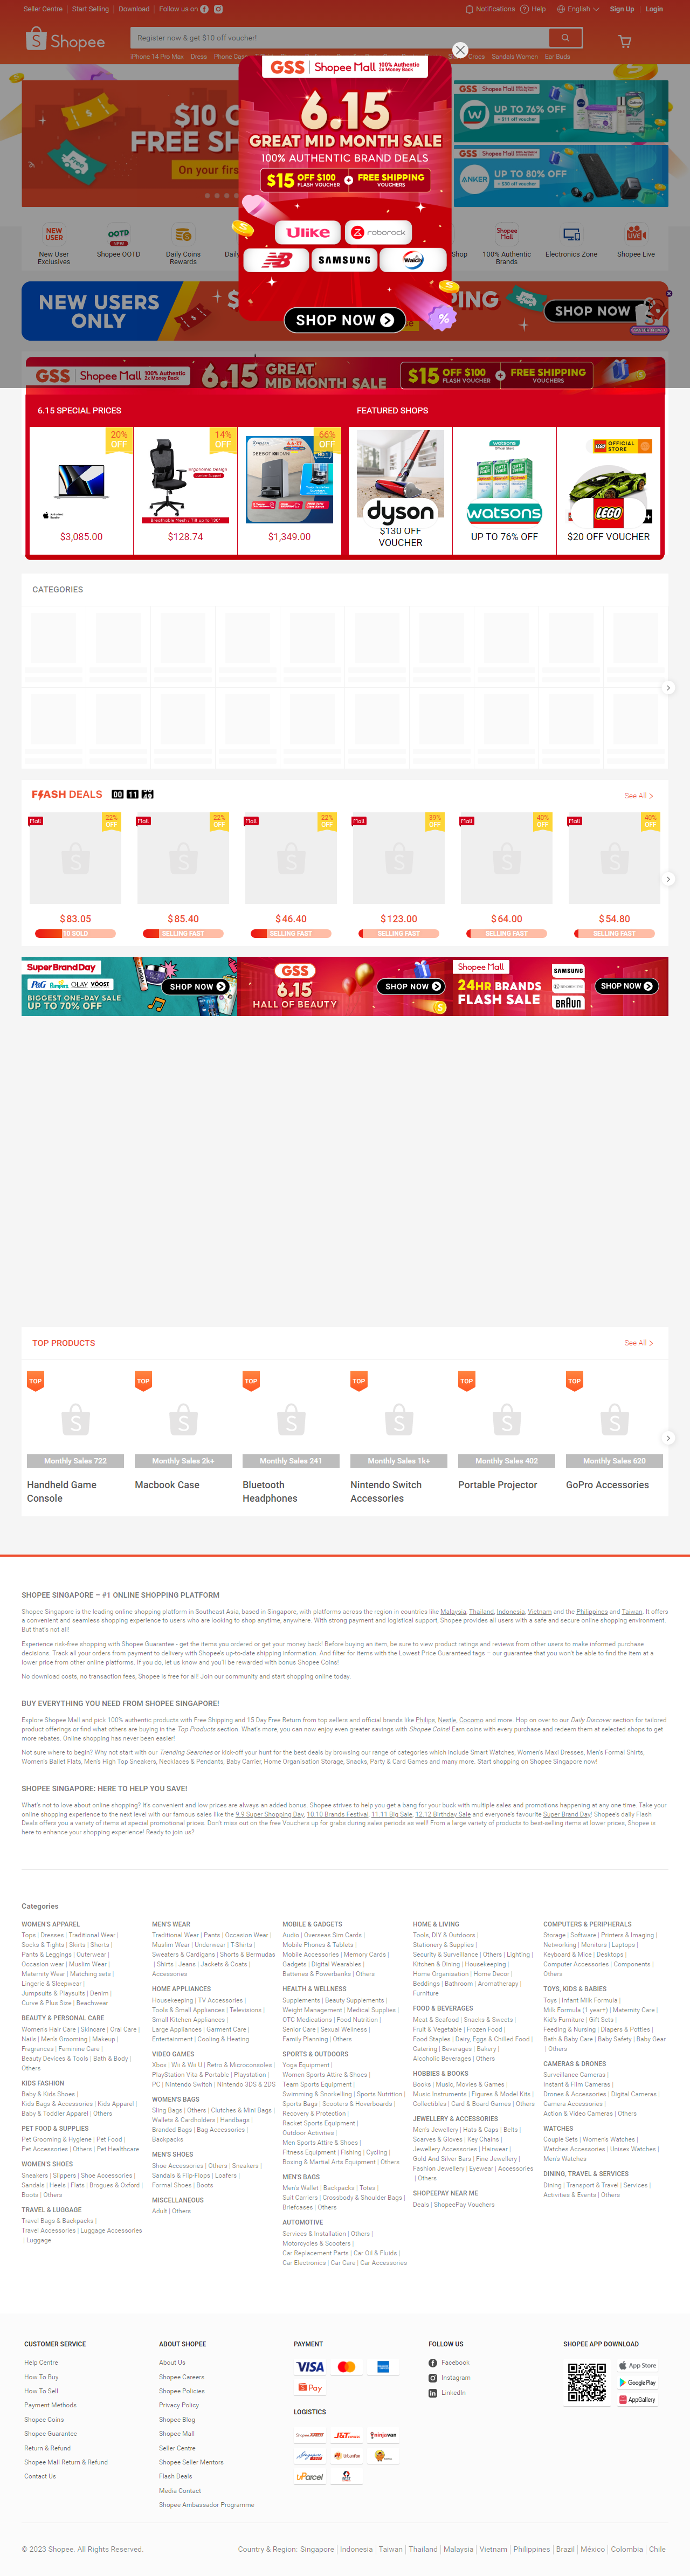 Seller Centre | Start Selling | Download | Follow us on
Notifications Help English Sign Up | Login
Shopee
Register now & get $10 off voucher!
iPhone 14 Pro Max Dress Phone Case
Crocs Sandals Women Ear Buds
GSS Shopee Mall 100% Authentic 2x Money Back
6.15
GREAT MID MONTH SALE
100% AUTHENTIC BRAND DEALS
$15 OFF $100 FLASH VOUCHER + FREE SHIPPING VOUCHERS
Ulike roborock
NB SAMSUNG Watch
SHOP NOW
FREE S
On your firs
UP TO 76% OFF
+ $11 off voucher
ANKER
UP TO 80% OFF
+ $39 off voucher
New User Exclusives
Shopee OOTD
Daily Coins Rewards
100% Authentic Brands
Electronics Zone
Shopee Live
NEW USERS ONLY
SHOP NOW
GSS Shopee Mall 100% Authentic 2x Money Back 6.15 GREAT MID MONTH SALE $15 OFF $100 FLASH VOUCHER + FREE SHIPPING VOUCHERS
6.15 SPECIAL PRICES
FEATURED SHOPS
20% OFF
14% OFF
66% OFF
Ergonomic Design
Breathable Mesh / Tilt up to 136°
$3,085.00
$128.74
$1,349.00
dyson
$130 OFF VOUCHER
watsons
UP TO 76% OFF
OFFICIAL STORE
LEGO
$20 OFF VOUCHER
CATEGORIES
FLASH DEALS 00 11
See All
Mall 22% OFF
Mall 22% OFF
Mall 22% OFF
Mall 39% OFF
Mall 40% OFF
Mall 40% OFF
$83.05
$85.40
$46.40
$123.00
$64.00
$54.80
10 SOLD
SELLING FAST
SELLING FAST
SELLING FAST
SELLING FAST
SELLING FAST
Super Brand Day
P&G Pampers OLAY VÖOST
BIGGEST ONE-DAY SALE
UP TO 70% OFF
SHOP NOW
GSS
6.15
HALL OF BEAUTY
SHOP NOW
Shopee Mall
24HR BRANDS
FLASH SALE
SAMSUNG
BRAUN
SHOP NOW
TOP PRODUCTS
See All
TOP TOP TOP TOP TOP TOP
Monthly Sales 722
Monthly Sales 2k+
Monthly Sales 241
Monthly Sales 1k+
Monthly Sales 402
Monthly Sales 620
Handheld Game Console
Macbook Case
Bluetooth Headphones
Nintendo Switch Accessories
Portable Projector
GoPro Accessories
SHOPEE SINGAPORE – #1 ONLINE SHOPPING PLATFORM
Shopee Singapore is the leading online shopping platform in Southeast Asia, based in Singapore, with platforms across the region in countries like Malaysia, Thailand, Indonesia, Vietnam and the Philippines and Taiwan. It offers
a convenient and seamless shopping experience to users who are looking to shop anytime, anywhere. With strong payment and logistical support, Shopee provides all users with a safe and secure online shopping environment.
But that's not all!
Experience risk-free shopping with Shopee Guarantee - get the items you ordered or get your money back! Before buying an item, be sure to view product ratings and reviews from other users to make informed purchase
decisions. Track all your orders from payment to delivery with Shopee's up-to-date shipping information. And filter for items with the Lowest Price Guaranteed tags – our guarantee that you won't be able to find the item at a
lower price from other online platforms. If you do, let us know and you'll be rewarded with bonus Shopee Coins!
No download costs, no transaction fees, Shopee is free for all! Join our community and start shopping online today.
BUY EVERYTHING YOU NEED FROM SHOPEE SINGAPORE!
Explore Shopee Mall and pick 100% authentic products with Free Shipping and 15 Day Free Return from top sellers and official brands like Philips, Nestle, Cocomo and more. Hop on over to our Daily Discover section for tailored
product offerings or find what others are buying in the Top Products section. What's more, you can now enjoy even greater savings with Shopee Coins! Earn coins with every purchase and redeem them at selected shops to get
more rebates. Online shopping has never been easier!
Not sure where to begin? Why not start with our Trending Searches or kick-off your hunt for the best deals by browsing our range of categories which include Smart Watches, Women's Maxi Dresses, Men's Formal Shirts,
Women's Ballet Flats, Men's High Top Sneakers, Necklaces & Pendants, Baby Carrier, Home Organisation Storage, Snacks, Party & Card Games and many more. Start shopping on Shopee Singapore now!
SHOPEE SINGAPORE: HERE TO HELP YOU SAVE!
What's not to love about online shopping? It's convenient and low prices are always an added bonus. Shopee strives to help you get a bang for your buck with multiple sales and promotions happening at any one time. Take your
online shopping experience to the next level with our famous sales like the 9.9 Super Shopping Day, 10.10 Brands Festival, 11.11 Big Sale, 12.12 Birthday Sale and everyone's favourite Super Brand Day! Shopee's daily Flash
Deals offers you a variety of items at special promotional prices. Don't miss out on the free Vouchers up for grabs during sales periods as well! From a large variety of products to best-selling items at lower prices, Shopee is
here to enhance your shopping experience! Ready to join us?
Categories
WOMEN'S APPAREL
Tops | Dresses | Traditional Wear |
Socks & Tights | Skirts | Shorts |
Pants & Leggings | Outerwear |
Occasion wear | Muslim Wear |
Maternity Wear | Matching sets |
Lingerie & Sleepwear |
Jumpsuits & Playsuits | Denim |
Curve & Plus Size | Beachwear
BEAUTY & PERSONAL CARE
Women's Hair Care | Skincare | Oral Care |
Nails | Men's Grooming | Makeup |
Fragrances | Feminine Care |
Beauty Devices & Tools | Bath & Body |
Others
KIDS FASHION
Baby & Kids Shoes |
Kids Bags & Accessories | Kids Apparel |
Baby & Toddler Apparel | Others
PET FOOD & SUPPLIES
Pet Grooming & Hygiene | Pet Food |
Pet Accessories | Others | Pet Healthcare
WOMEN'S SHOES
Sneakers | Slippers | Shoe Accessories |
Sandals | Heels | Flats | Brogues & Oxford |
Boots | Others
TRAVEL & LUGGAGE
Travel Bags & Backpacks |
Travel Accessories | Luggage Accessories
| Luggage
MEN'S WEAR
Traditional Wear | Pants | Occasion Wear |
Muslim Wear | Underwear | T-Shirts |
Sweaters & Cardigans | Shorts & Bermudas
| Shirts | Jeans | Jackets & Coats |
Accessories
HOME APPLIANCES
Housekeeping | TV Accessories |
Tools & Small Appliances | Televisions |
Small Kitchen Appliances |
Large Appliances | Garment Care |
Entertainment | Cooling & Heating
VIDEO GAMES
Xbox | Wii & Wii U | Retro & Microconsoles |
PlayStation Vita & Portable | Playstation |
PC | Nintendo Switch | Nintendo 3DS & 2DS
WOMEN'S BAGS
Sling Bags | Others | Clutches & Mini Bags |
Wallets & Cardholders | Handbags |
Branded Bags | Bag Accessories |
Backpacks
MEN'S SHOES
Shoe Accessories | Others | Sneakers |
Sandals & Flip-Flops | Loafers |
Formal Shoes | Boots
MISCELLANEOUS
Adult | Others
MOBILE & GADGETS
Audio | Overseas Sim Cards |
Mobile Phones & Tablets |
Mobile Accessories | Memory Cards |
Gadgets | Digital Wearables |
Batteries & Powerbanks | Others
HEALTH & WELLNESS
Supplements | Beauty Supplements |
Weight Management | Medical Supplies |
OTC Medications | Food Nutrition |
Senior Care | Sexual Wellness |
Family Planning | Others
SPORTS & OUTDOORS
Yoga Equipment |
Women Sports Attire & Shoes |
Team Sports Equipment |
Swimming & Snorkelling | Sports Nutrition |
Sports Bags | Scooters & Hoverboards |
Recovery & Protection |
Racket Sports Equipment |
Outdoor Activities |
Men Sports Attire & Shoes |
Fitness Equipment | Fishing | Cycling |
Boxing & Martial Arts Equipment | Others
MEN'S BAGS
Men's Wallet | Backpacks | Totes |
Suit Carriers | Crossbody & Shoulder Bags |
Briefcases | Others
AUTOMOTIVE
Services & Installation | Others |
Motorcycles & Scooters |
Car Replacement Parts | Car Oil & Fluids |
Car Electronics | Car Care | Car Accessories
HOME & LIVING
Tools, DIY & Outdoors |
Stationery & Supplies |
Security & Surveillance | Others | Lighting |
Kitchen & Dining | Housekeeping |
Home Organisation | Home Decor |
Beddings | Bathroom | Aromatherapy |
Furniture
FOOD & BEVERAGES
Meat & Seafood | Snacks & Sweets |
Fruit & Vegetable | Frozen Food |
Food Staples | Dairy, Eggs & Chilled Food |
Catering | Beverages | Bakery |
Alcoholic Beverages | Others
HOBBIES & BOOKS
Books | Music, Movies & Games |
Music Instruments | Figures & Model Kits |
Collectibles | Card & Board Games | Others
JEWELLERY & ACCESSORIES
Men's Jewellery | Hats & Caps | Belts |
Scarves & Gloves | Key Chains |
Jewellery Accessories | Hairwear |
Gold And Silver Bars | Fine Jewellery |
Fashion Jewellery | Eyewear | Accessories
| Others
SHOPEEPAY NEAR ME
Deals | ShopeePay Vouchers
COMPUTERS & PERIPHERALS
Storage | Software | Printers & Imaging |
Networking | Monitors | Laptops |
Keyboard & Mice | Desktops |
Computer Accessories | Components |
Others
TOYS, KIDS & BABIES
Toys | Infant Milk Formula |
Milk Formula (1 year+) | Maternity Care |
Kid's Furniture | Gift Sets |
Feeding & Nursing | Diapers & Potties |
Bath & Baby Care | Baby Safety | Baby Gear
| Others
CAMERAS & DRONES
Surveillance Cameras |
Instant & Film Cameras |
Drones & Accessories | Digital Cameras |
Camera Accessories |
Action & Video Cameras | Others
WATCHES
Couple Sets | Women's Watches |
Watches Accessories | Unisex Watches |
Men's Watches
DINING, TRAVEL & SERVICES
Dining | Transport & Travel | Services |
Activities & Events | Others
CUSTOMER SERVICE
Help Centre
How To Buy
How To Sell
Payment Methods
Shopee Coins
Shopee Guarantee
Return & Refund
Shopee Mall Return & Refund
Contact Us
ABOUT SHOPEE
About Us
Shopee Careers
Shopee Policies
Privacy Policy
Shopee Blog
Shopee Mall
Seller Centre
Shopee Seller Mentors
Flash Deals
Media Contact
Shopee Ambassador Programme
PAYMENT
VISA
Pay
LOGISTICS
J&T
ninjavan
uParcel
FOLLOW US
Facebook
Instagram
LinkedIn
SHOPEE APP DOWNLOAD
App Store
Google Play
AppGallery
© 2023 Shopee. All Rights Reserved.
Country & Region: Singapore | Indonesia | Taiwan | Thailand | Malaysia | Vietnam | Philippines | Brazil | México | Colombia | Chile